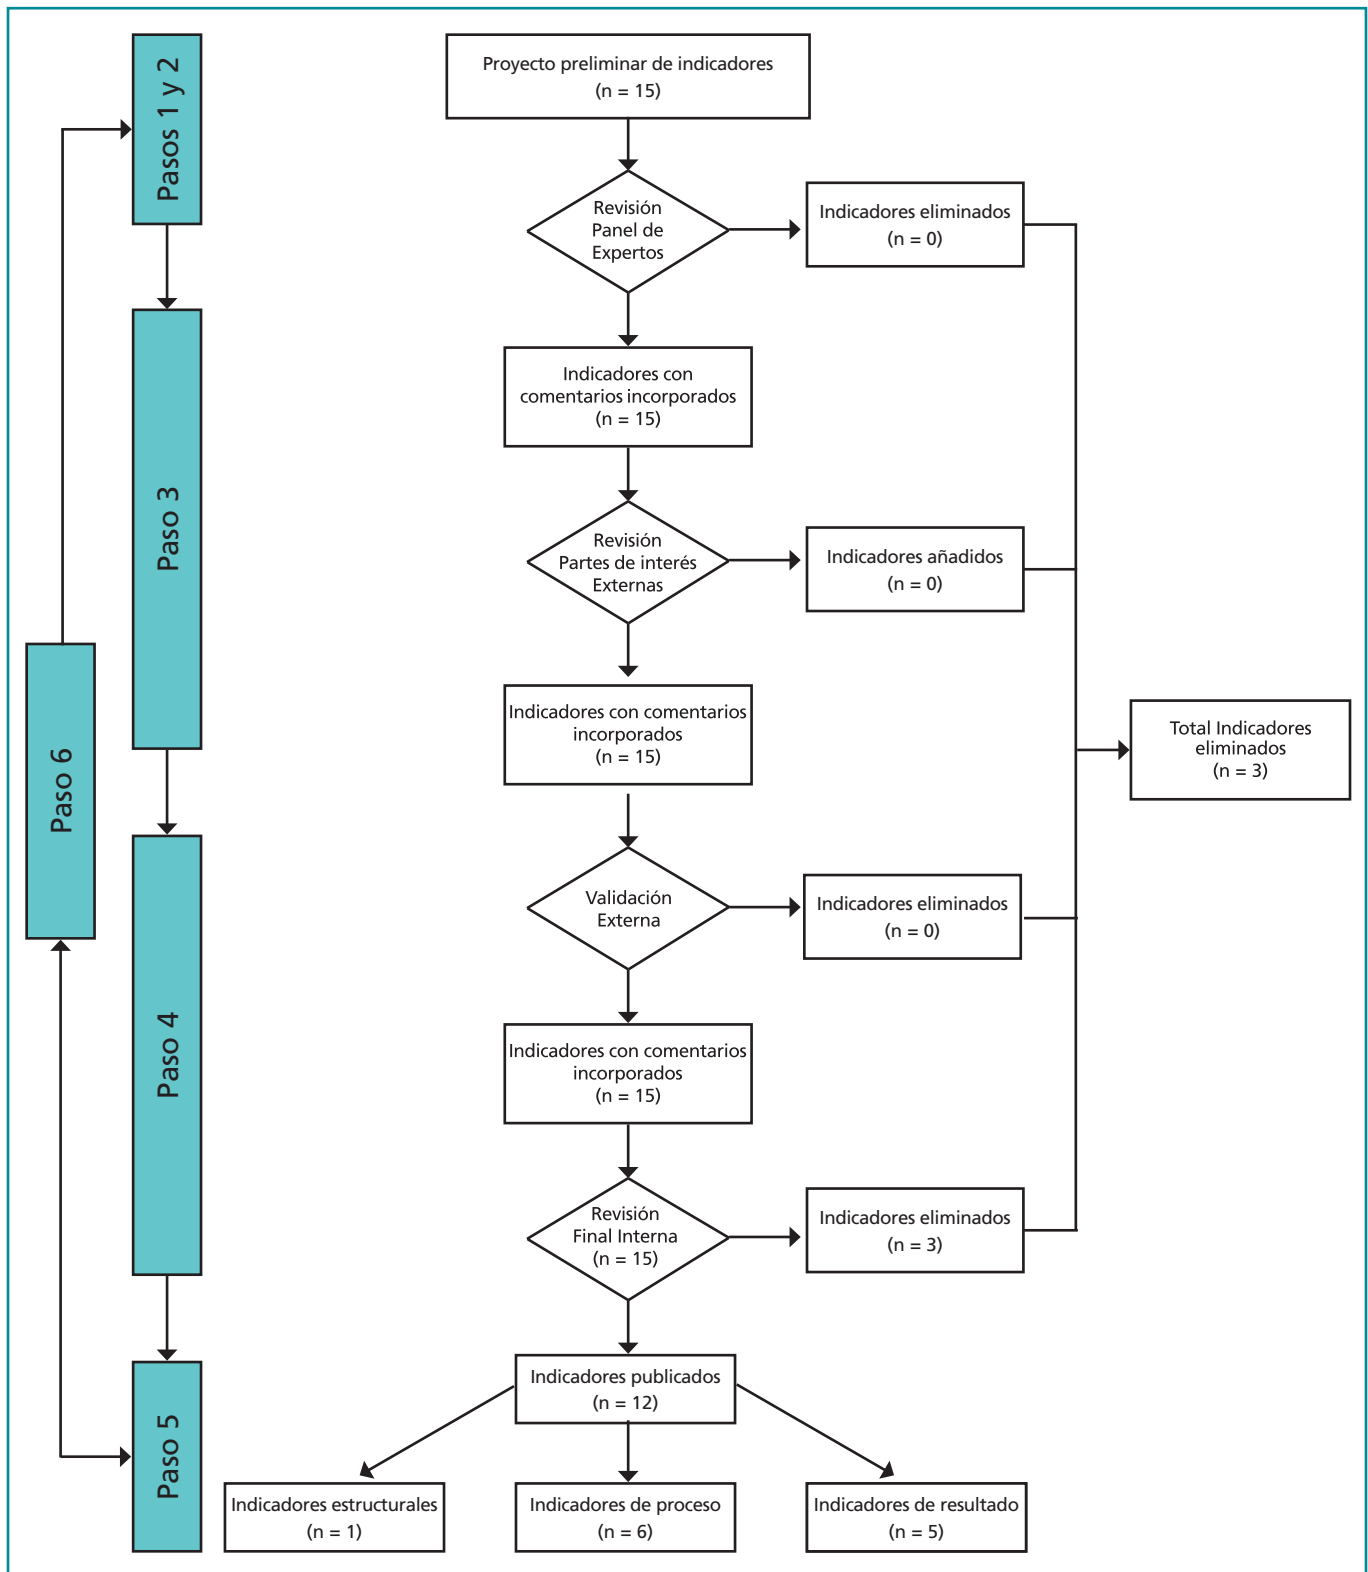 Pasos 1 y 2
Paso 3
Paso 6
Paso 4
Paso 5
Proyecto preliminar de indicadores
(n = 15)
Revisión
Panel de
Expertos
Indicadores eliminados
(n = 0)
Indicadores con
comentarios incorporados
(n = 15)
Revisión
Partes de interés
Externas
Indicadores añadidos
(n = 0)
Indicadores con comentarios
incorporados
(n = 15)
Total Indicadores
eliminados
(n = 3)
Validación
Externa
Indicadores eliminados
(n = 0)
Indicadores con comentarios
incorporados
(n = 15)
Revisión
Final Interna
(n = 15)
Indicadores eliminados
(n = 3)
Indicadores publicados
(n = 12)
Indicadores estructurales
(n = 1)
Indicadores de proceso
(n = 6)
Indicadores de resultado
(n = 5)